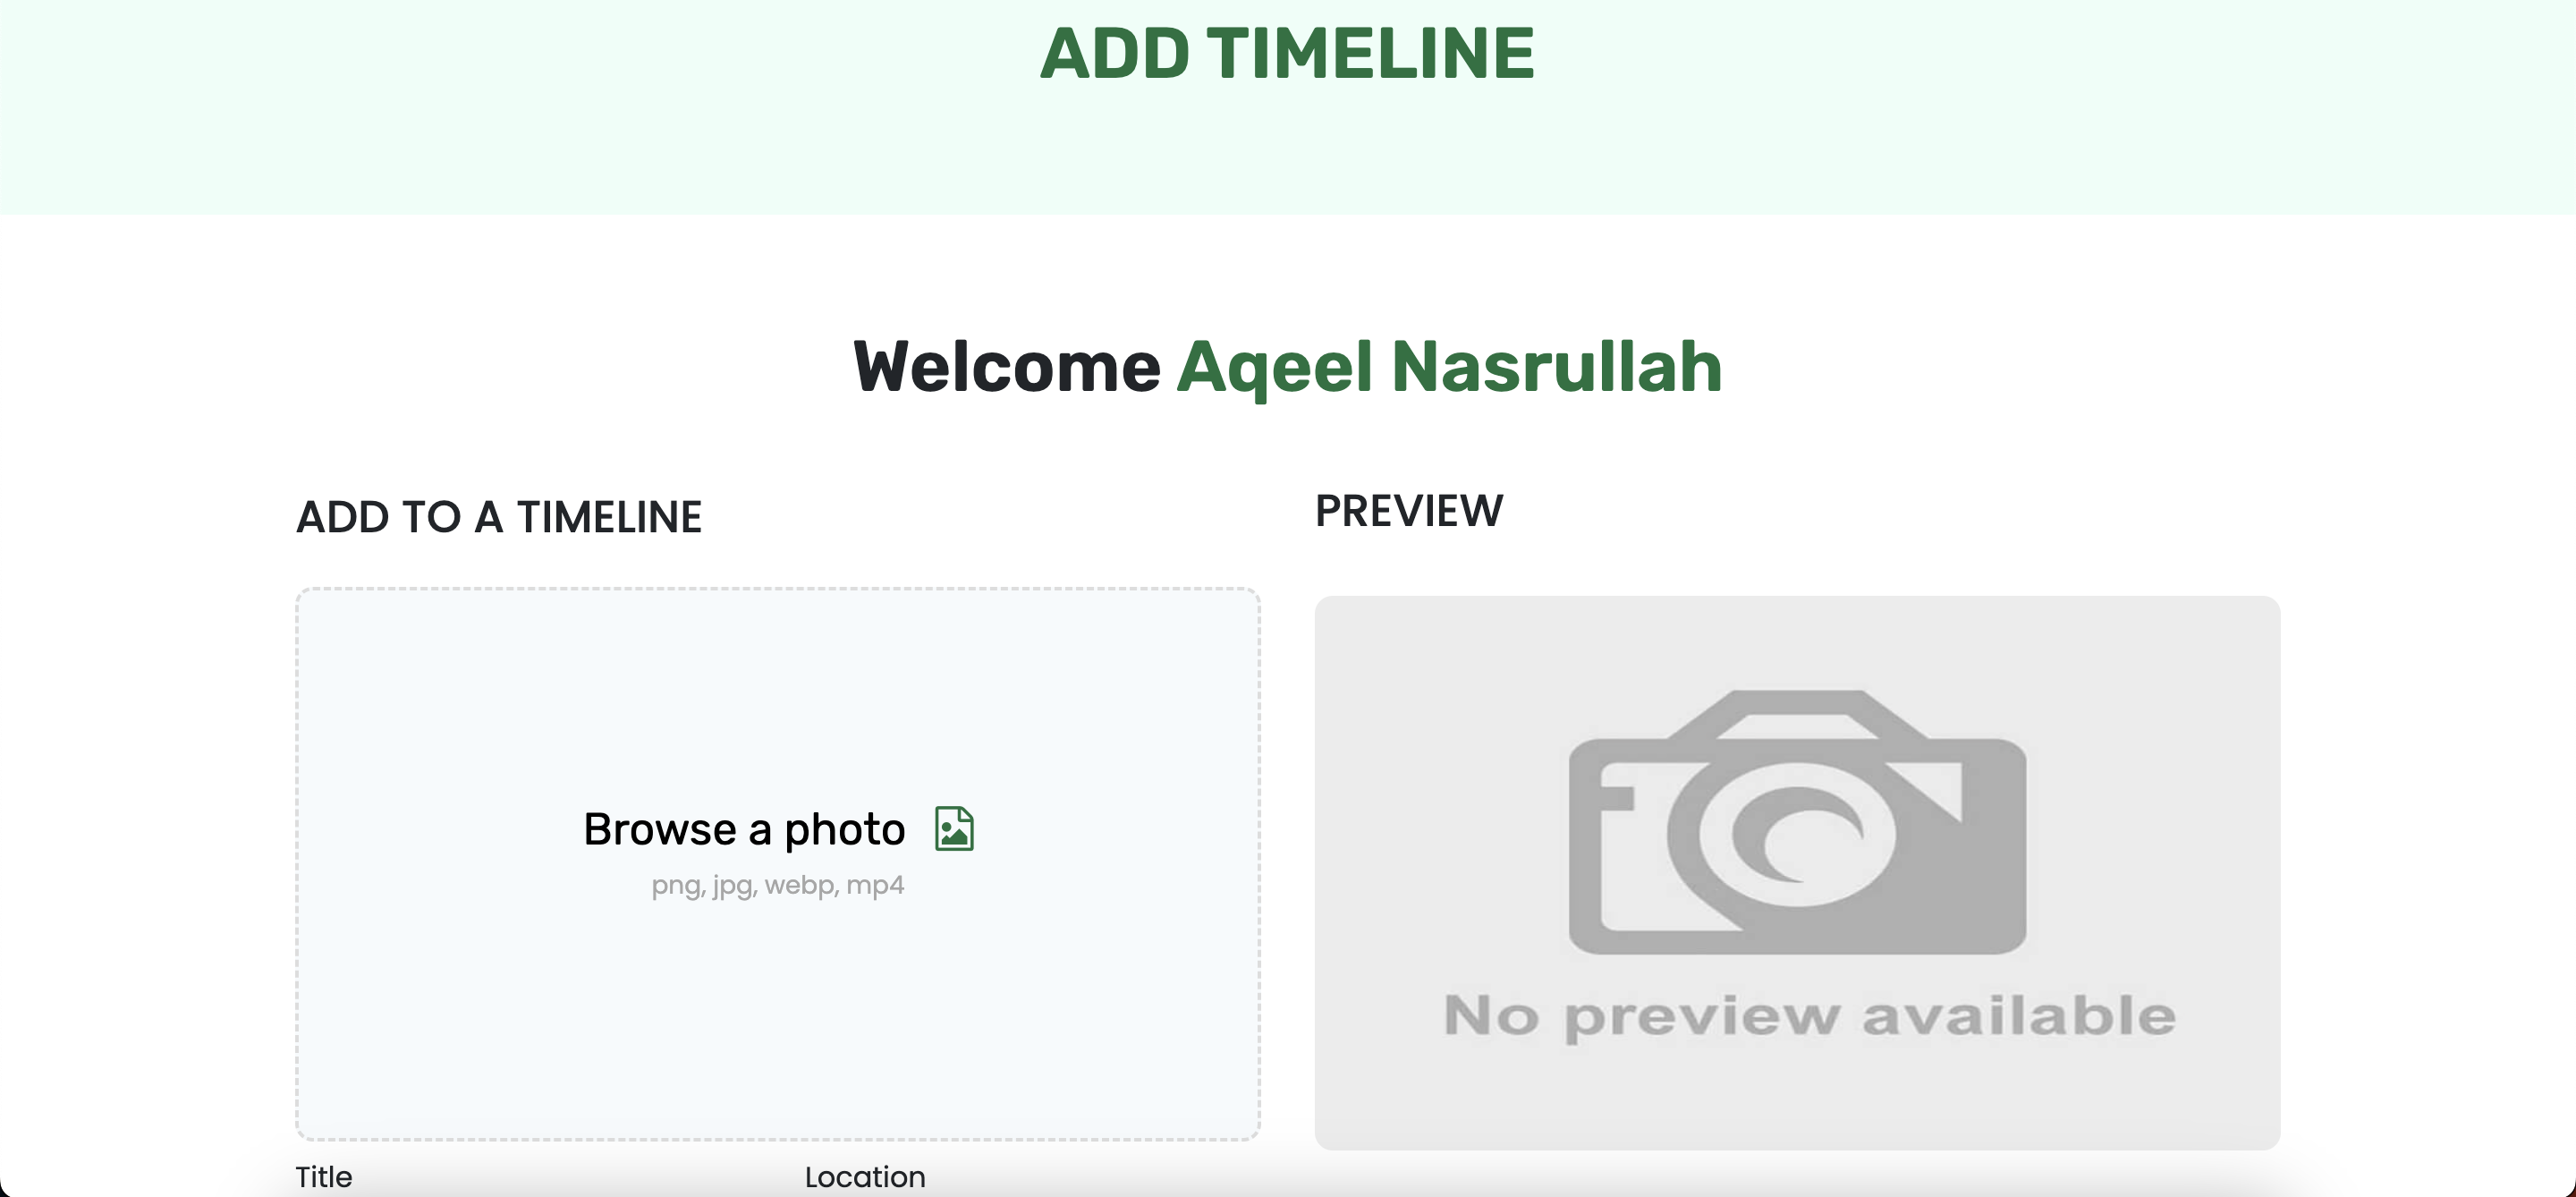 ADD TIMELINE
Welcome Aqeel Nasrullah
ADD TO A TIMELINE
PREVIEW
Browse a photo
png, jpg, webp, mp4
No preview available
Title
Location